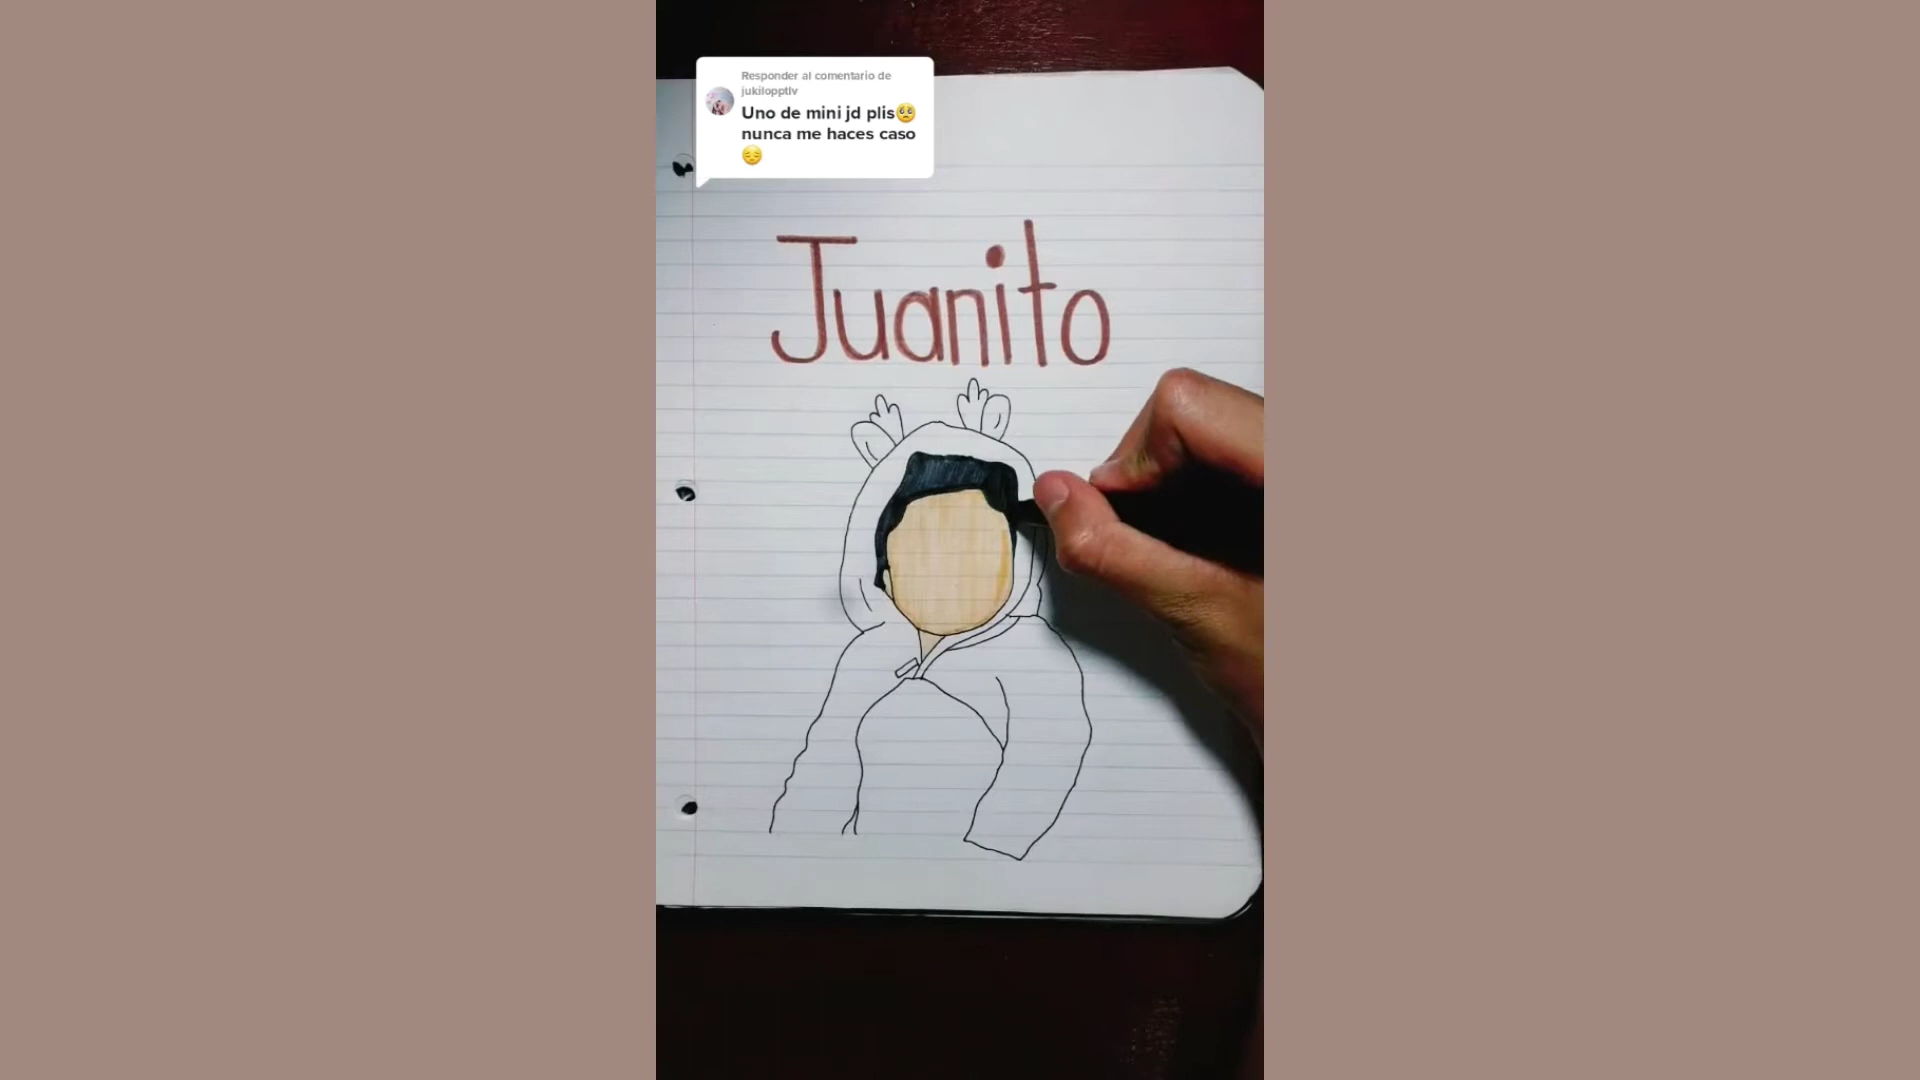 Responder al comentario de
jukilopptlv
Uno de mini jd plis🥺
nunca me haces caso
😔
Juanito